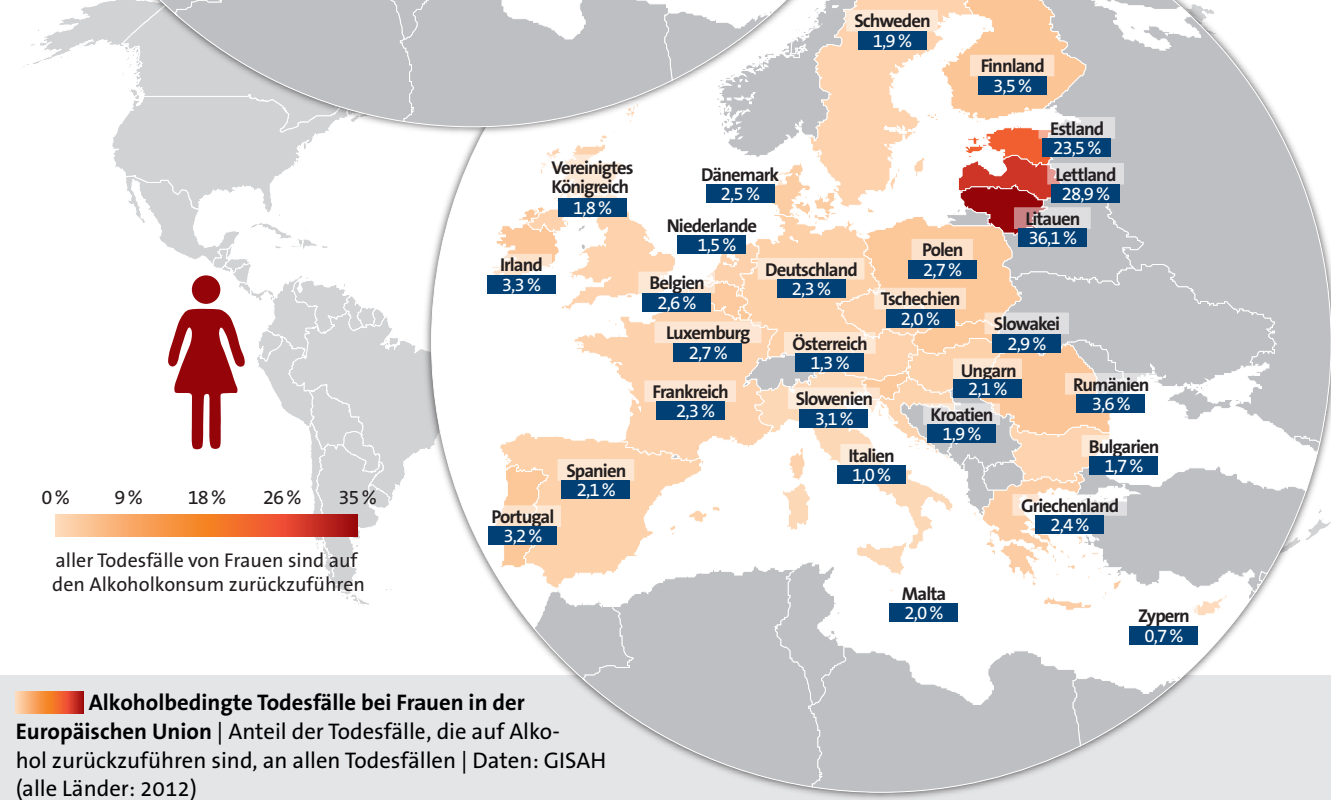 Schweden
1,9 %
Finnland
3,5 %
Estland
23,5 %
Vereinigtes
Königreich
1,8 %
Dänemark
2,5 %
Lettland
28,9 %
Niederlande
1,5 %
Litauen
36,1 %
Irland
3,3 %
Polen
2,7 %
Belgien
2,6 %
Deutschland
2,3 %
Tschechien
2,0 %
Luxemburg
2,7 %
Österreich
1,3 %
Slowakei
2,9 %
Frankreich
2,3 %
Slowenien
3,1 %
Ungarn
2,1 %
Rumänien
3,6 %
Kroatien
1,9 %
Spanien
2,1 %
Italien
1,0 %
Bulgarien
1,7 %
Portugal
3,2 %
Griechenland
2,4 %
Malta
2,0 %
Zypern
0,7 %
0 % 9 % 18 % 26 % 35 %
aller Todesfälle von Frauen sind auf
den Alkoholkonsum zurückzuführen
Alkoholbedingte Todesfälle bei Frauen in der
Europäischen Union | Anteil der Todesfälle, die auf Alko-
hol zurückzuführen sind, an allen Todesfällen | Daten: GISAH
(alle Länder: 2012)